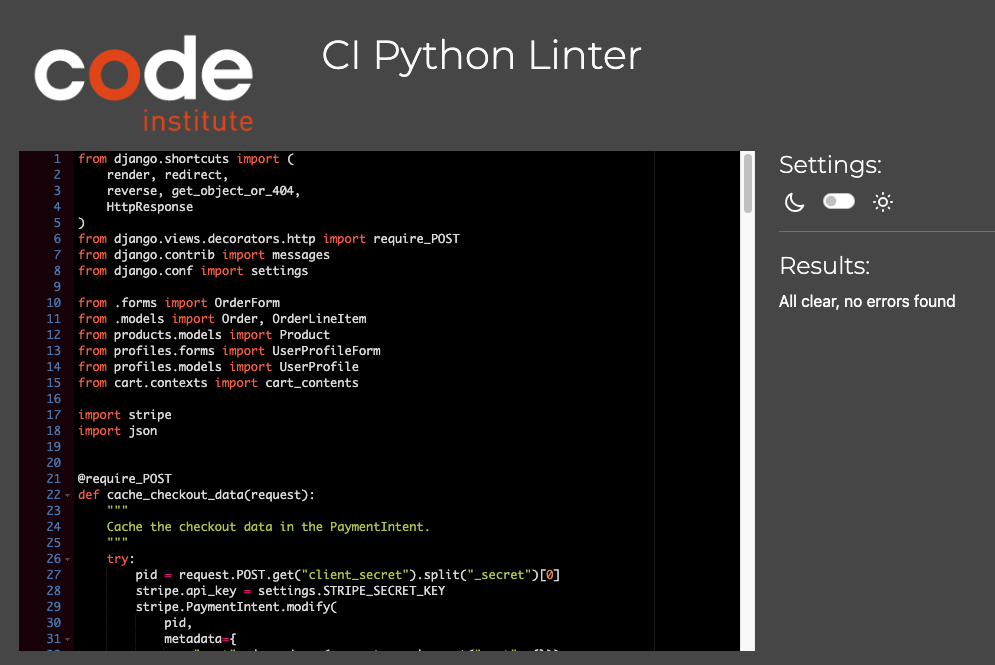 code
institute
CI Python Linter
1 from django.shortcuts import (
2     render, redirect,
3     reverse, get_object_or_404,
4     HttpResponse
5 )
6 from django.views.decorators.http import require_POST
7 from django.contrib import messages
8 from django.conf import settings
9
10 from .forms import OrderForm
11 from .models import Order, OrderLineItem
12 from products.models import Product
13 from profiles.forms import UserProfileForm
14 from profiles.models import UserProfile
15 from cart.contexts import cart_contents
16
17 import stripe
18 import json
19
20
21 @require_POST
22 def cache_checkout_data(request):
23     """
24     Cache the checkout data in the PaymentIntent.
25     """
26     try:
27         pid = request.POST.get("client_secret").split("_secret")[0]
28         stripe.api_key = settings.STRIPE_SECRET_KEY
29         stripe.PaymentIntent.modify(
30             pid,
31             metadata={
Settings:
Results:
All clear, no errors found